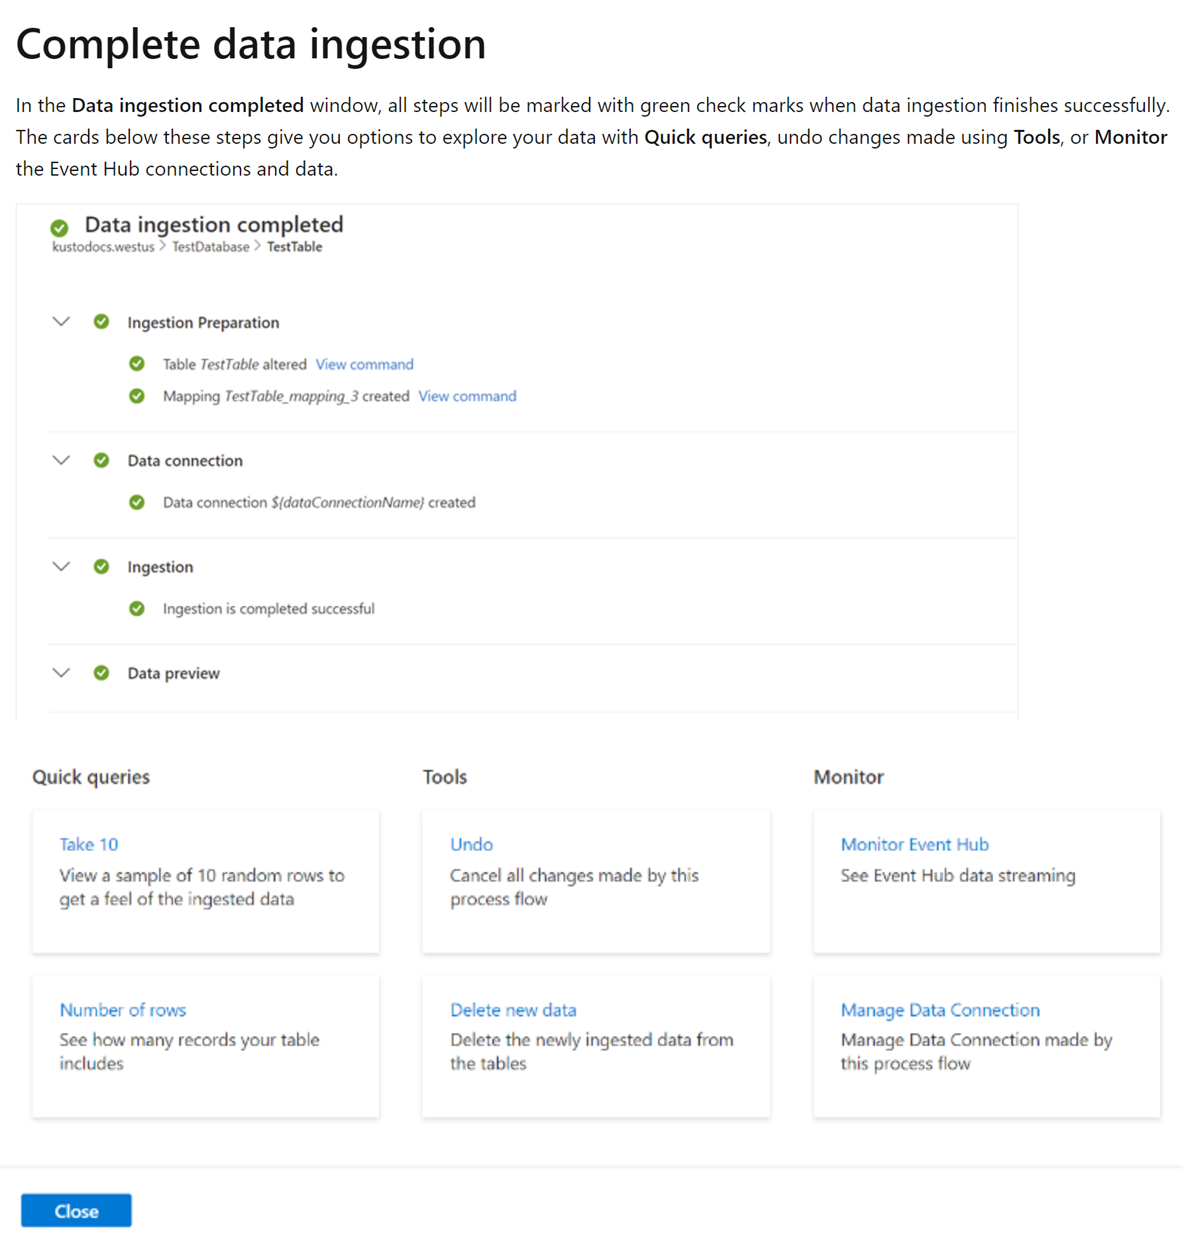 Complete data ingestion
In the Data ingestion completed window, all steps will be marked with green check marks when data ingestion finishes successfully.
The cards below these steps give you options to explore your data with Quick queries, undo changes made using Tools, or Monitor
the Event Hub connections and data.
Data ingestion completed
kustodocs.westus > TestDatabase > TestTable
Ingestion Preparation
Table TestTable altered View command
Mapping TestTable_mapping_3 created View command
Data connection
Data connection ${dataConnectionName} created
Ingestion
Ingestion is completed successful
Data preview
Quick queries
Take 10
View a sample of 10 random rows to
get a feel of the ingested data
Number of rows
See how many records your table
includes
Tools
Undo
Cancel all changes made by this
process flow
Delete new data
Delete the newly ingested data from
the tables
Monitor
Monitor Event Hub
See Event Hub data streaming
Manage Data Connection
Manage Data Connection made by
this process flow
Close